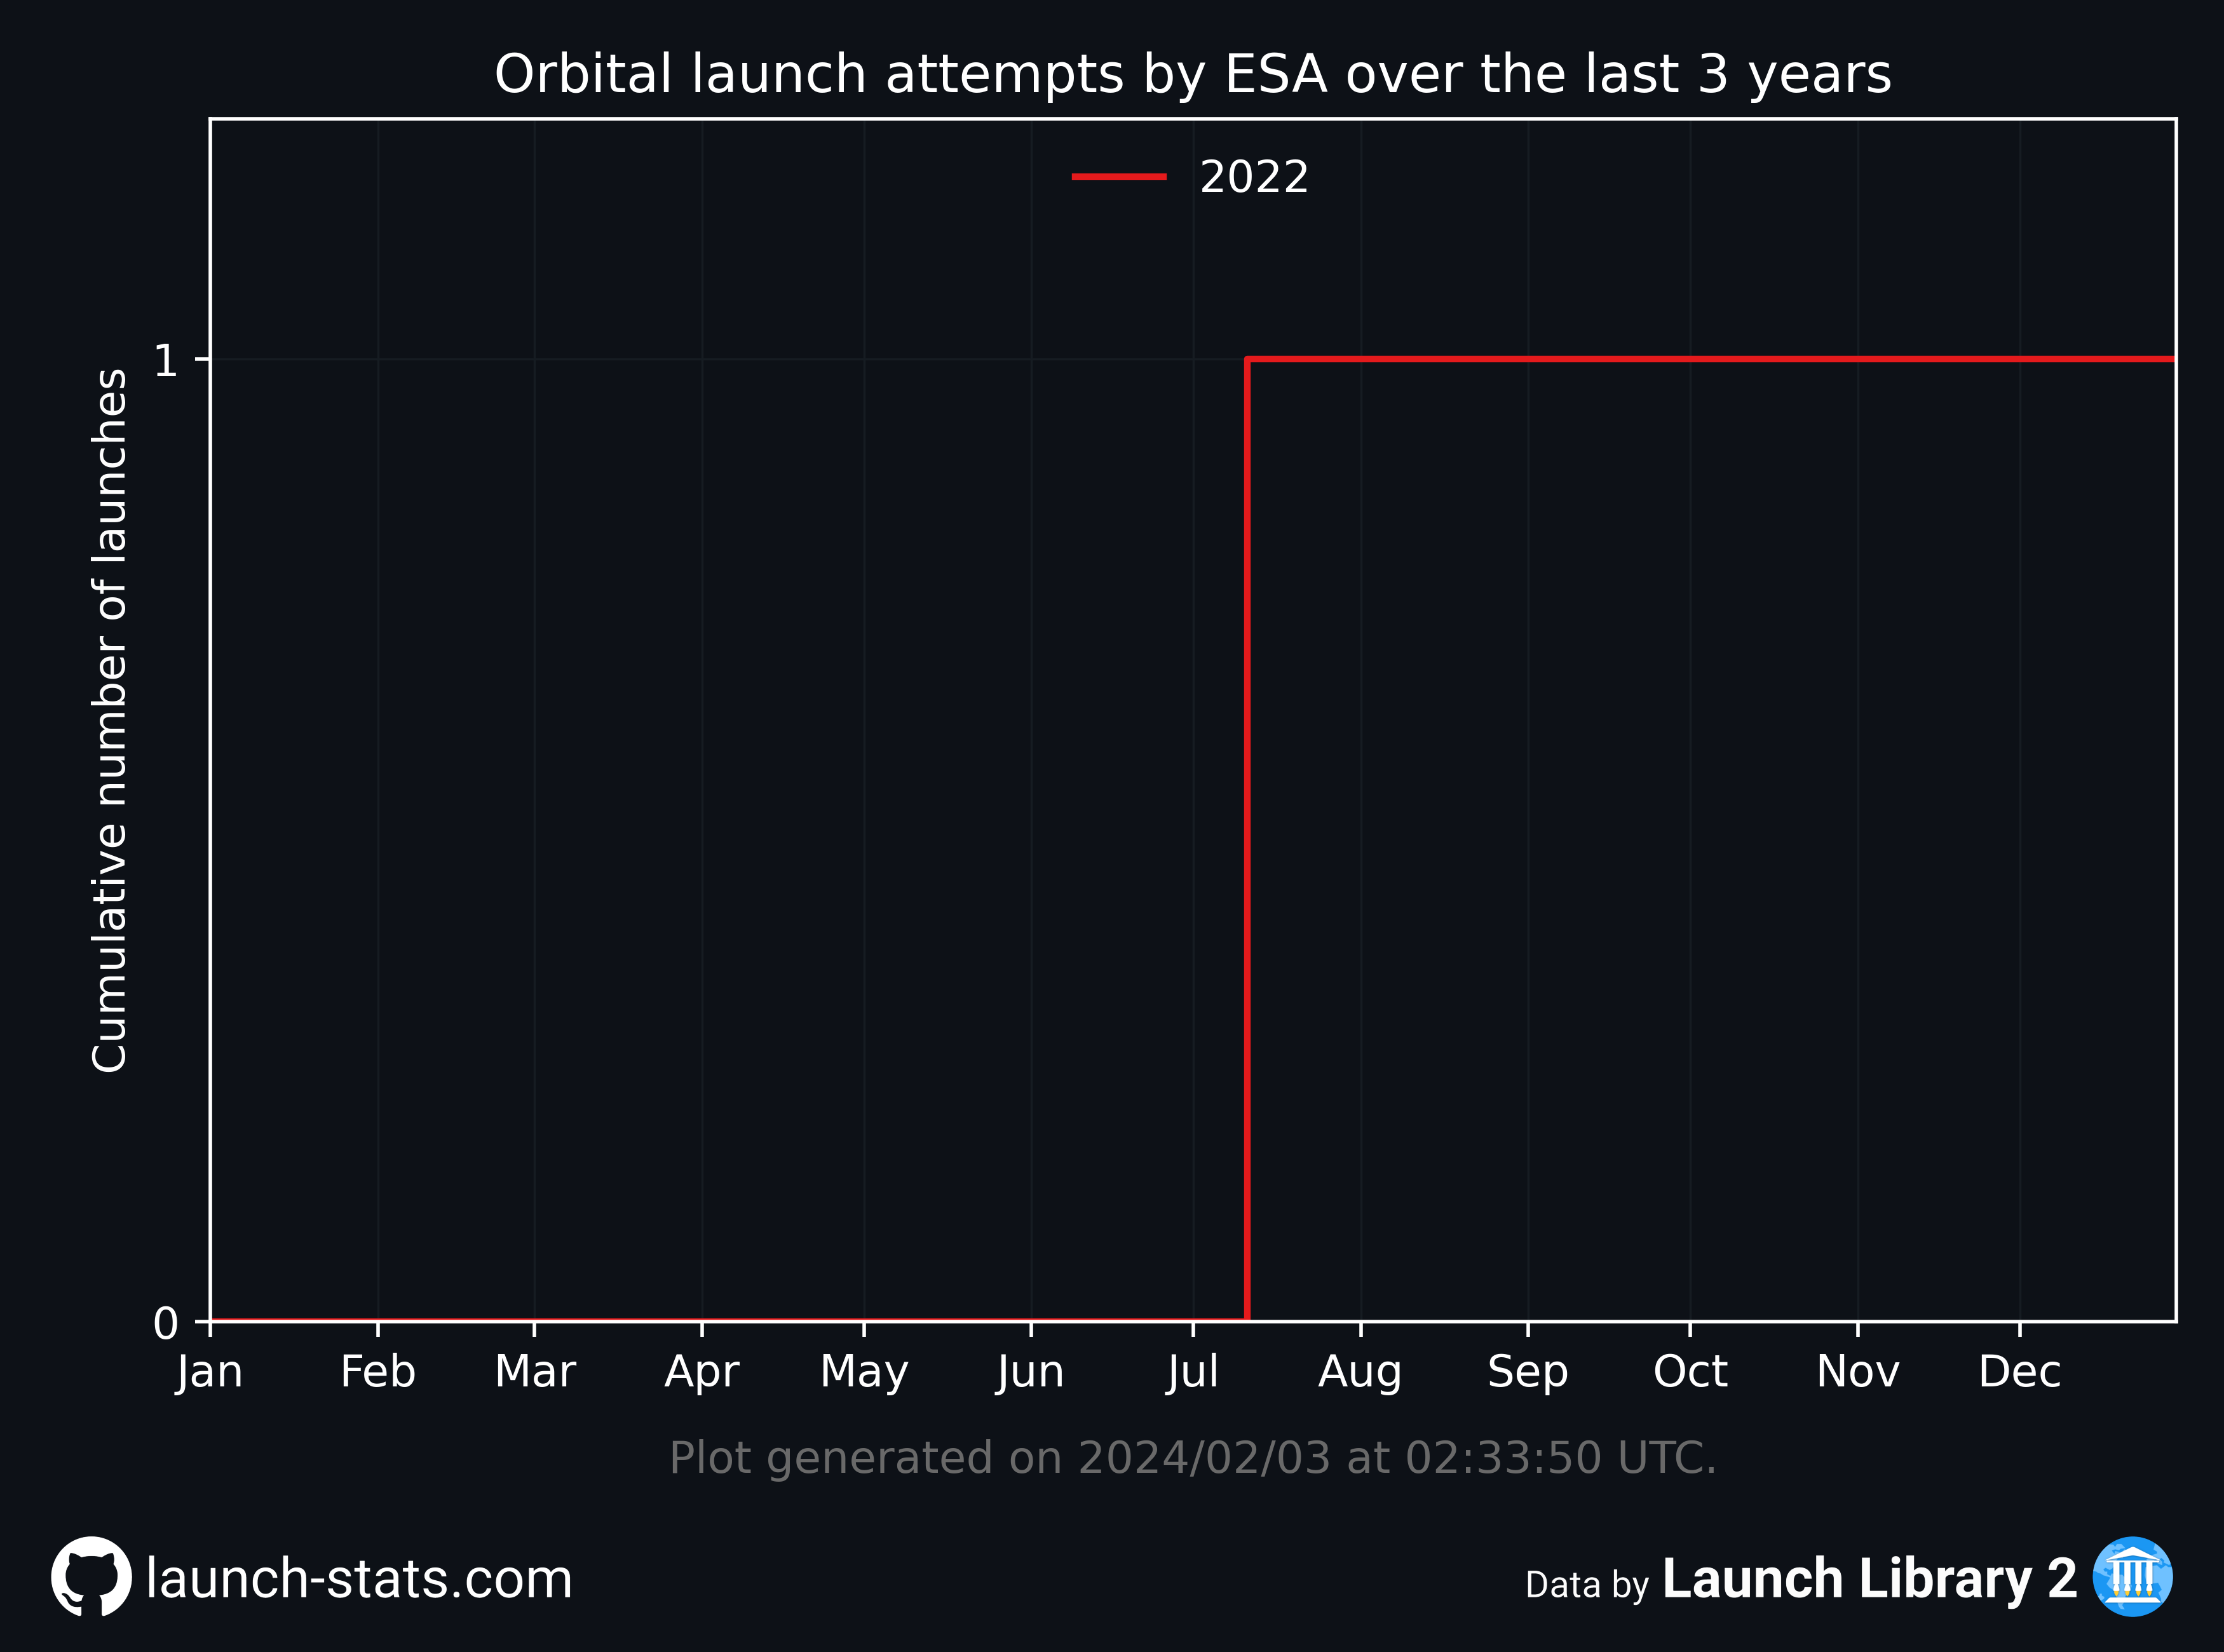 Orbital launch attempts by ESA over the last 3 years
2022
Cumulative number of launches
1
0
Jan Feb Mar Apr May Jun Jul Aug Sep Oct Nov Dec
Plot generated on 2024/02/03 at 02:33:50 UTC.
launch-stats.com
Data by Launch Library 2